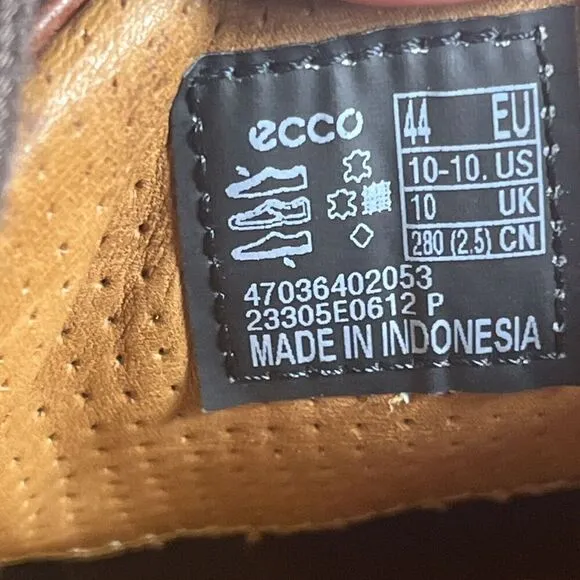 ecco
44 EU
10-10. US
10 UK
280 (2.5) CN
47036402053
23305E0612 P
MADE IN INDONESIA